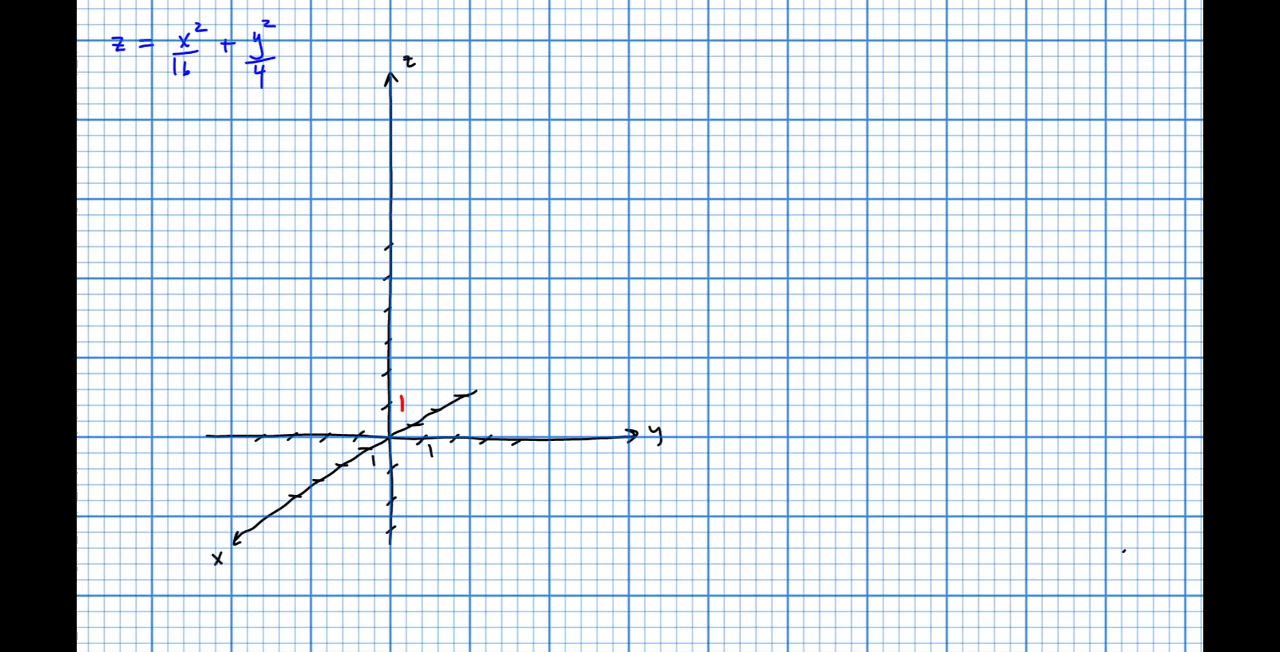 z = x²/16 + y²/4
z
1
y
1
1
x